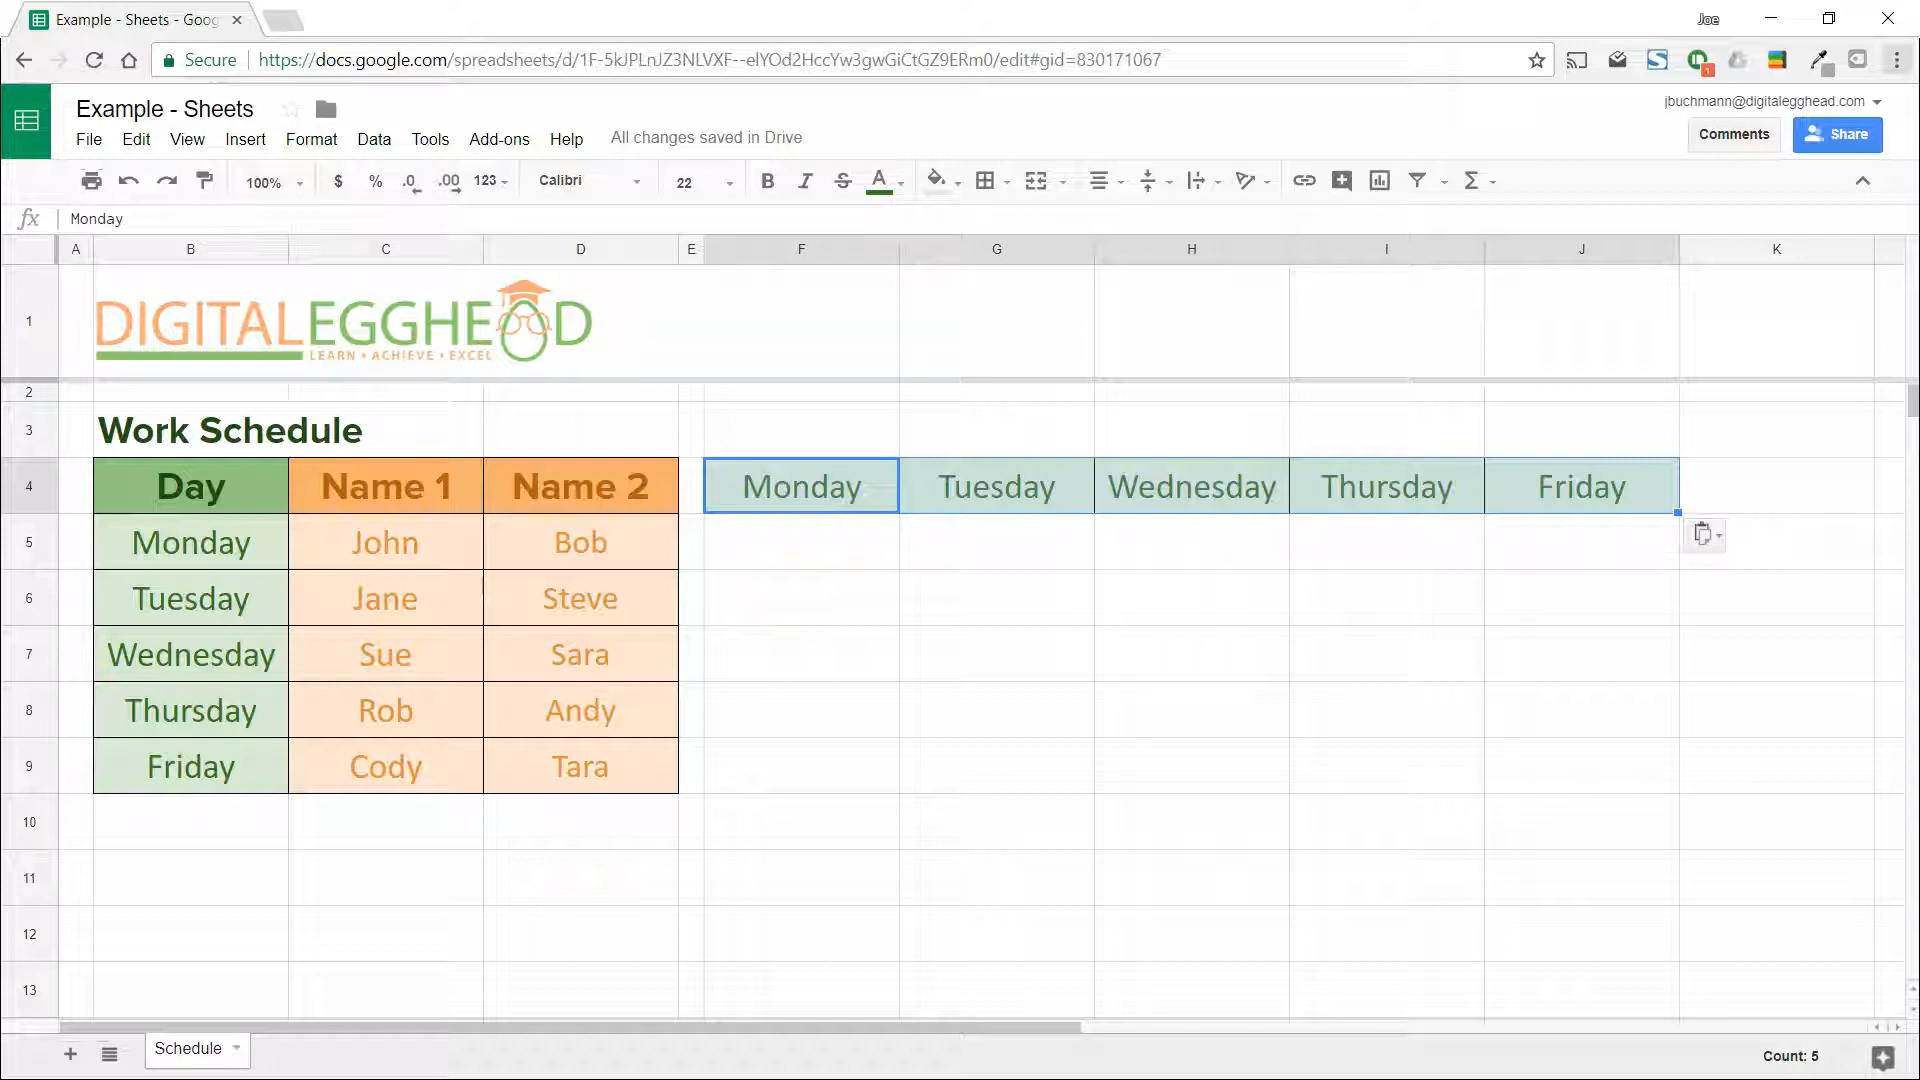 Example - Sheets - Goog
Joe
Secure
https://docs.google.com/spreadsheets/d/1F-5kJPLnJZ3NLVXF--elYOd2HccYw3gwGiCtGZ9ERm0/edit#gid=830171067
1
Example - Sheets
jbuchmann@digitalegghead.com
File Edit View Insert Format Data Tools Add-ons Help All changes saved in Drive
Comments Share
100% $ % .0 .00 123 Calibri 22 B I S A Σ
fx Monday
A B C D E F G H I J K
1
DIGITALEGGHEAD
LEARN • ACHIEVE • EXCEL
2
3 Work Schedule
4 Day Name 1 Name 2 Monday Tuesday Wednesday Thursday Friday
5 Monday John Bob
6 Tuesday Jane Steve
7 Wednesday Sue Sara
8 Thursday Rob Andy
9 Friday Cody Tara
10
11
12
13
Schedule Count: 5